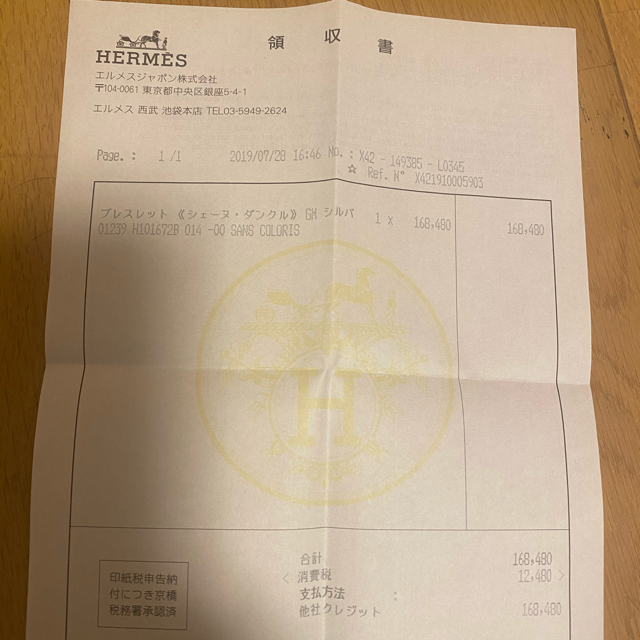 領収書
HERMES
エルメスジャポン株式会社
〒104-0061 東京都中央区銀座5-4-1
エルメス 西武 池袋本店 TEL03-5949-2624
Page. : 1 /1 2019/07/28 16:46 No. : X42 - 149385 - L0345
☆ Ref. N° X421910005903
ブレスレット 《シェーヌ・ダンクル》 GM シルバ 1 x 168,480 168,480
01239 H101672B 014 -00 SANS COLORIS
H
合計 168,480
< 消費税 12,480 >
支払方法 :
他社クレジット 168,480
印紙税申告納
付につき京橋
税務署承認済